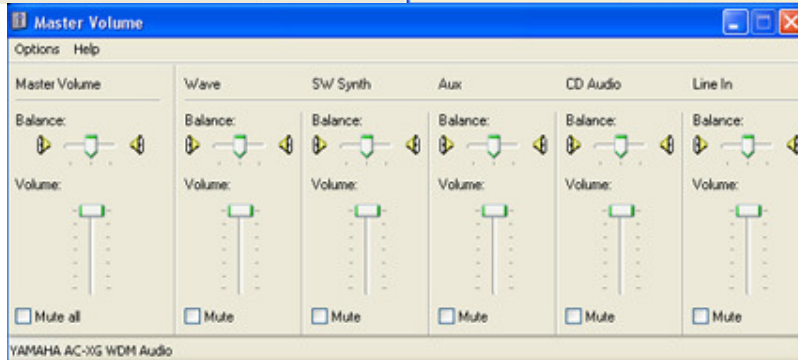 Master Volume
Options Help
Master Volume Wave SW Synth Aux CD Audio Line In
Balance: Balance: Balance: Balance: Balance: Balance:
Volume: Volume: Volume: Volume: Volume: Volume:
Mute all Mute Mute Mute Mute Mute
YAMAHA AC-XG WDM Audio